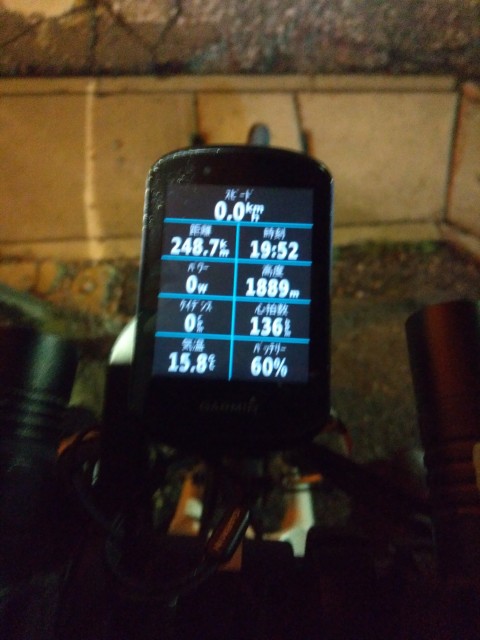 スピード
0.0km/h
距離 時刻
248.7km 19:52
パワー 高度
0w 1889m
ケイデンス 心拍数
0 136
気温 バッテリー
15.8°C 60%
GARMIN